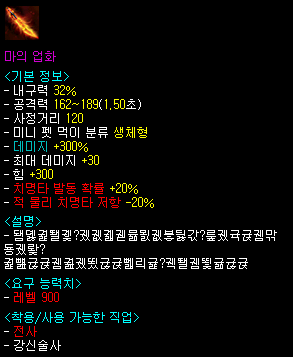 마의 업화
<기본 정보>
- 내구력 32%
- 공격력 162~189(1,50초)
- 사정거리 120
- 미니 펫 먹이 분류 생체형
- 데미지 +300%
- 최대 데미지 +30
- 힘 +300
- 치명타 발동 확률 +20%
- 적 물리 치명타 저항 -20%
<설명>
<요구 능력치>
- 레벨 900
<착용/사용 가능한 직업>
- 전사
- 강신술사